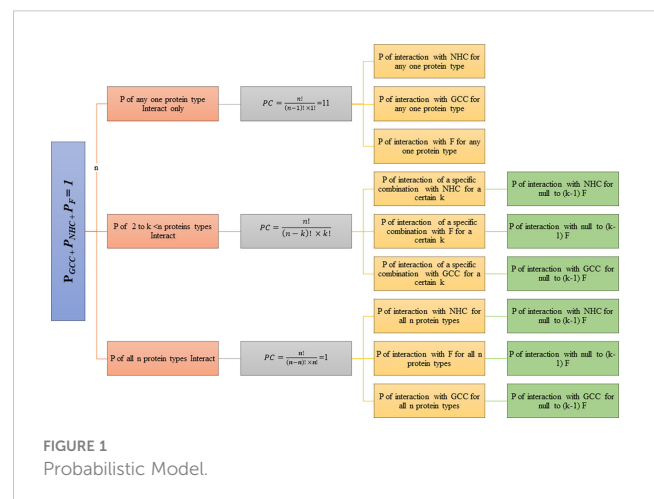 P_GCC + P_NHC + P_F = 1
n
P of any one protein type
Interact only
PC = n! / ((n−1)! × 1!) =11
P of interaction with NHC for
any one protein type
P of interaction with GCC for
any one protein type
P of interaction with F for any
one protein type
P of 2 to k <n proteins types
Interact
PC = n! / ((n − k)! × k!)
P of interaction of a specific
combination with NHC for a
certain k
P of interaction with NHC for
null to (k-1) F
P of interaction of a specific
combination with F for a
certain k
P of interaction with null to (k-
1) F
P of interaction of a specific
combination with GCC for a
certain k
P of interaction with GCC for
null to (k-1) F
P of all n protein types Interact
PC = n! / ((n−n)! × n!) =1
P of interaction with NHC for
all n protein types
P of interaction with NHC for
null to (k-1) F
P of interaction with F for all n
protein types
P of interaction with null to (k-
1) F
P of interaction with GCC for
all n protein types
P of interaction with GCC for
null to (k-1) F
FIGURE 1
Probabilistic Model.